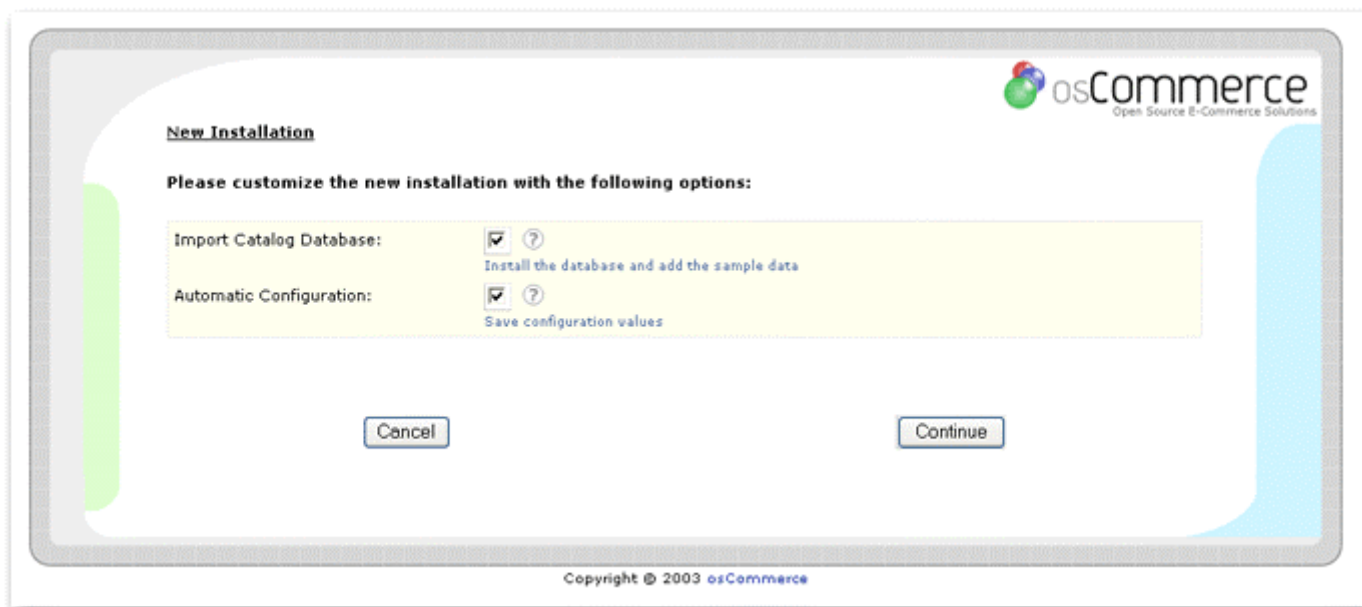 osCommerce
Open Source E-Commerce Solutions
New Installation
Please customize the new installation with the following options:
Import Catalog Database:
?
Install the database and add the sample data
Automatic Configuration:
?
Save configuration values
Cancel
Continue
Copyright © 2003 osCommerce